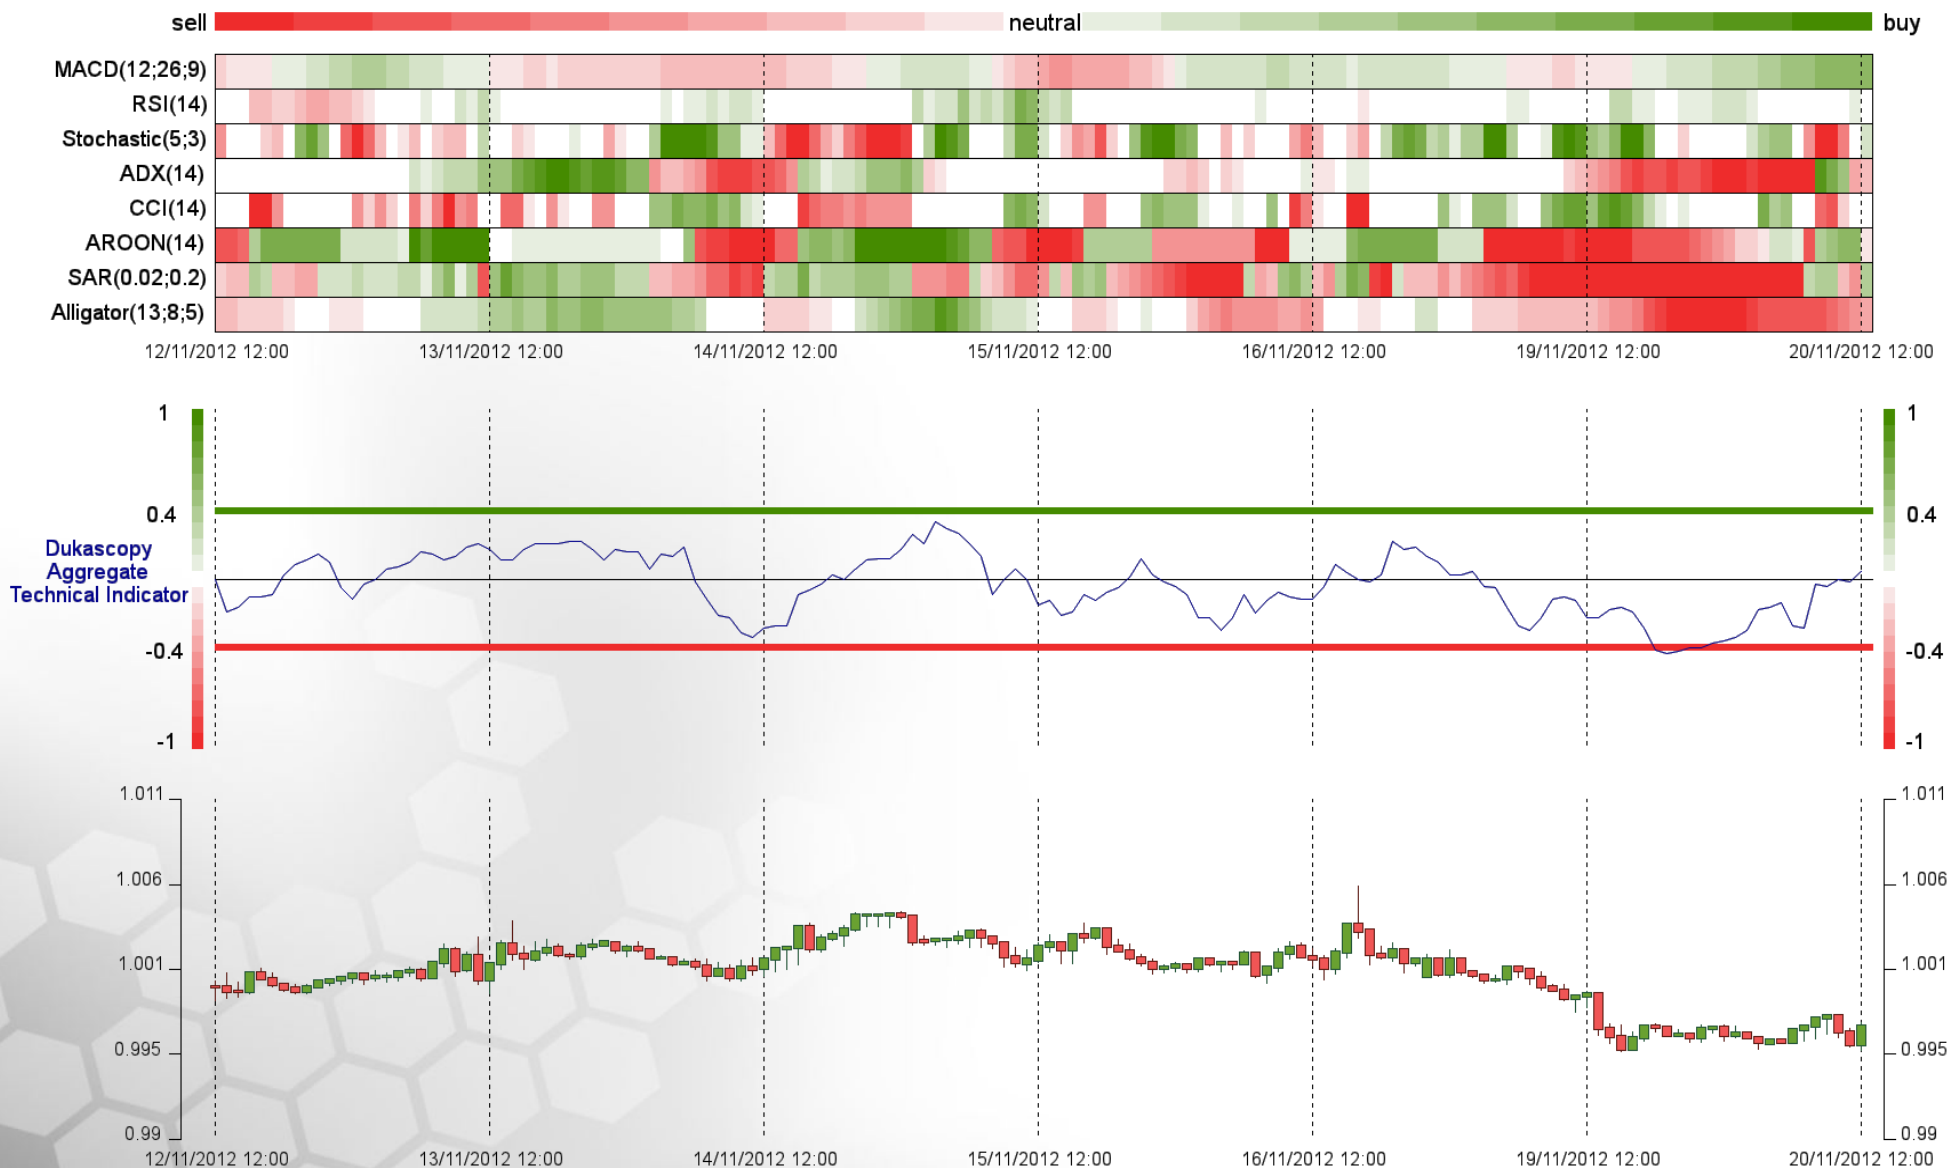 sell neutral buy
MACD(12;26;9)
RSI(14)
Stochastic(5;3)
ADX(14)
CCI(14)
AROON(14)
SAR(0.02;0.2)
Alligator(13;8;5)
12/11/2012 12:00 13/11/2012 12:00 14/11/2012 12:00 15/11/2012 12:00 16/11/2012 12:00 19/11/2012 12:00 20/11/2012 12:00
1 1
0.4 0.4
Dukascopy
Aggregate
Technical Indicator
-0.4 -0.4
-1 -1
1.011 1.011
1.006 1.006
1.001 1.001
0.995 0.995
0.99 0.99
12/11/2012 12:00 13/11/2012 12:00 14/11/2012 12:00 15/11/2012 12:00 16/11/2012 12:00 19/11/2012 12:00 20/11/2012 12:00